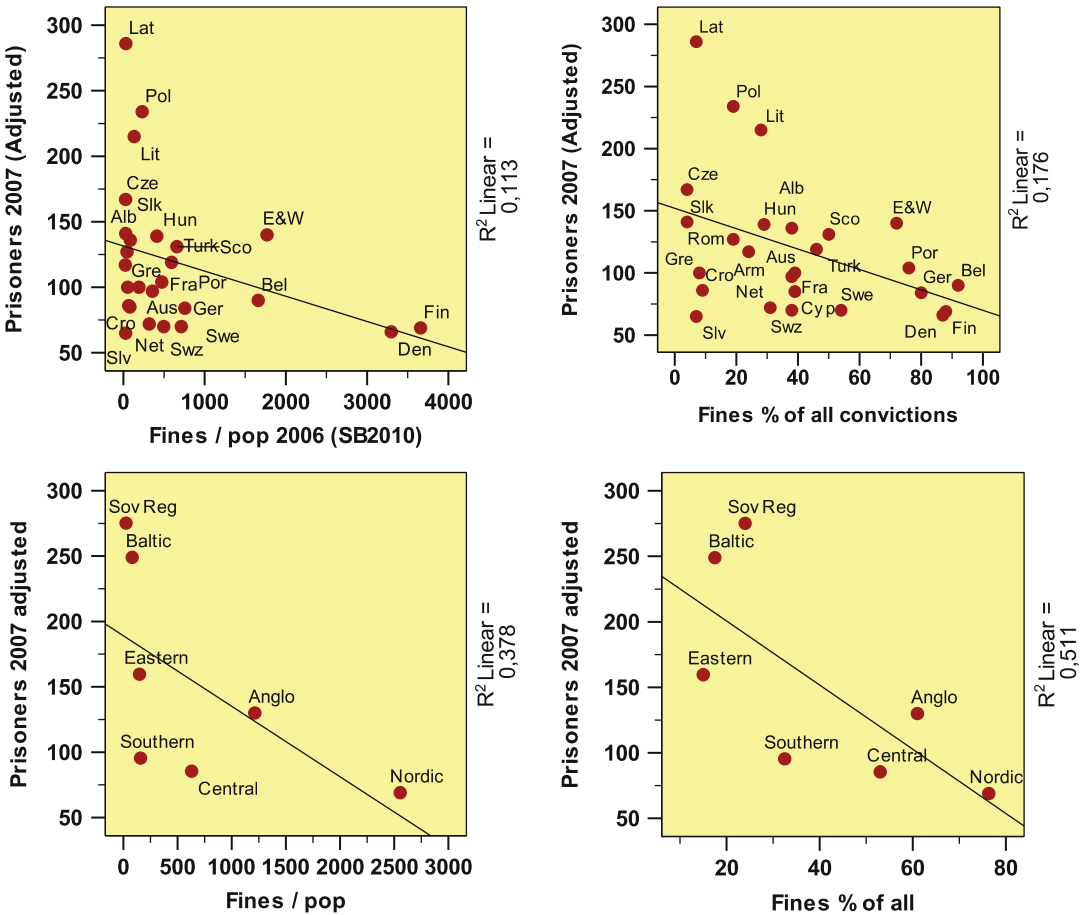 Prisoners 2007 (Adjusted)
300
250
200
150
100
50
Lat
Pol
Lit
Cze
Slk
Alb
Hun
E&W
Turk Sco
Gre
Fra Por
Bel
Aus Ger
Cro
Fin
Net Swz Swe
Den
Slv
0 1000 2000 3000 4000
Fines / pop 2006 (SB2010)
R² Linear =
0,113
Prisoners 2007 (Adjusted)
300
250
200
150
100
50
Lat
Pol
Lit
Cze
Alb
Slk
Hun
Sco
E&W
Rom
Gre
Aus
Por
Cro Arm
Turk
Ger Bel
Net
Fra
Cyp Swe
Slv
Swz
Den Fin
0 20 40 60 80 100
Fines % of all convictions
R² Linear =
0,176
Prisoners 2007 adjusted
300
250
200
150
100
50
Sov Reg
Baltic
Eastern
Anglo
Southern
Central
Nordic
0 500 1000 1500 2000 2500 3000
Fines / pop
R² Linear =
0,378
Prisoners 2007 adjusted
300
250
200
150
100
50
Sov Reg
Baltic
Eastern
Anglo
Southern
Central
Nordic
20 40 60 80
Fines % of all
R² Linear =
0,511